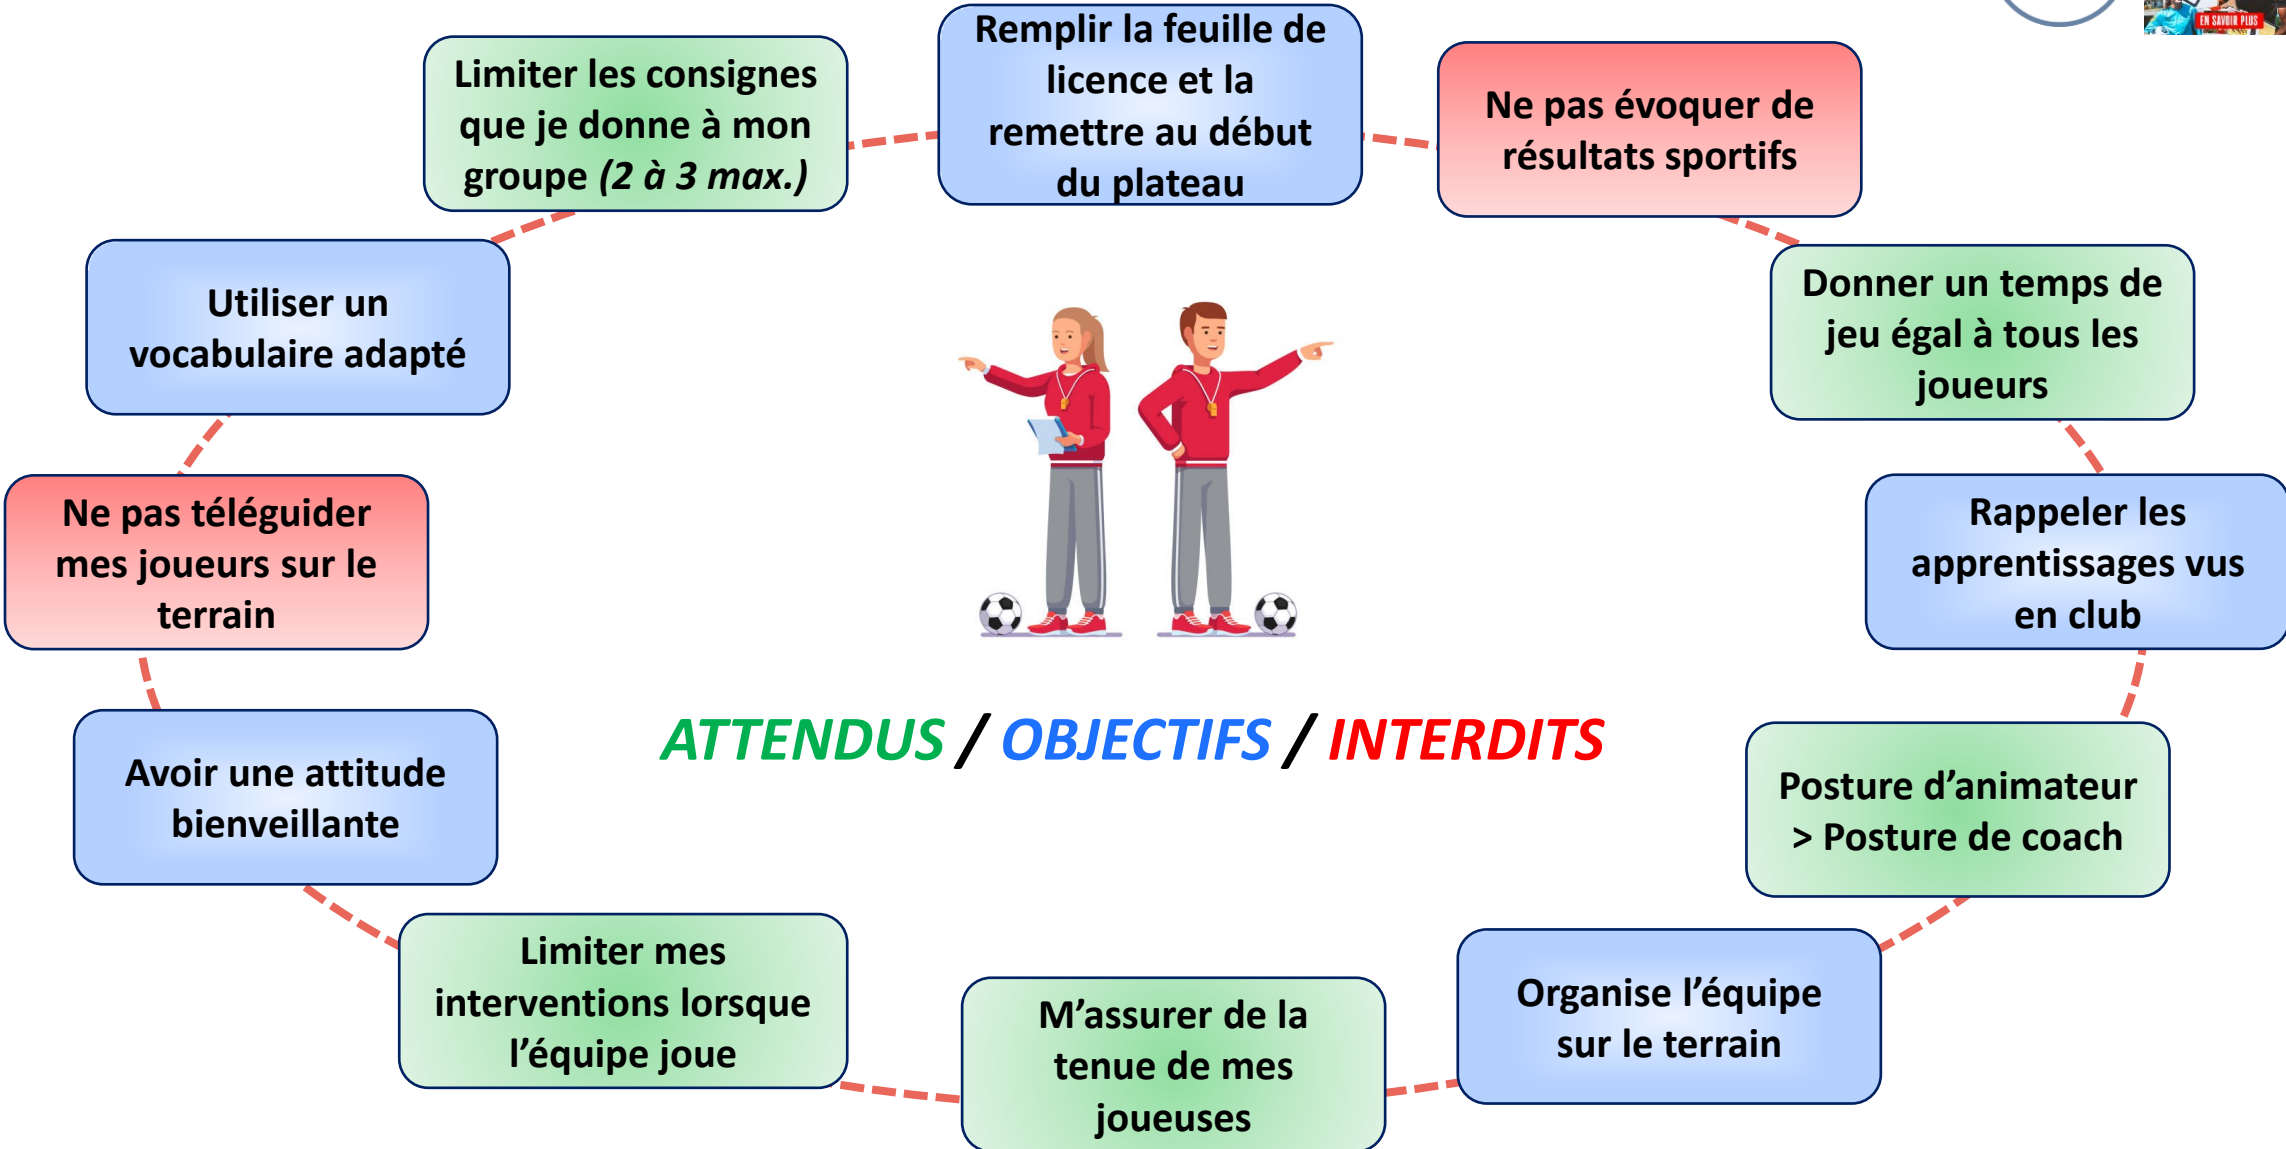 EN SAVOIR PLUS
Remplir la feuille de
licence et la
remettre au début
du plateau
Limiter les consignes
que je donne à mon
groupe (2 à 3 max.)
Ne pas évoquer de
résultats sportifs
Utiliser un
vocabulaire adapté
Donner un temps de
jeu égal à tous les
joueurs
Ne pas téléguider
mes joueurs sur le
terrain
Rappeler les
apprentissages vus
en club
ATTENDUS / OBJECTIFS / INTERDITS
Avoir une attitude
bienveillante
Posture d’animateur
> Posture de coach
Limiter mes
interventions lorsque
l’équipe joue
M’assurer de la
tenue de mes
joueuses
Organise l’équipe
sur le terrain